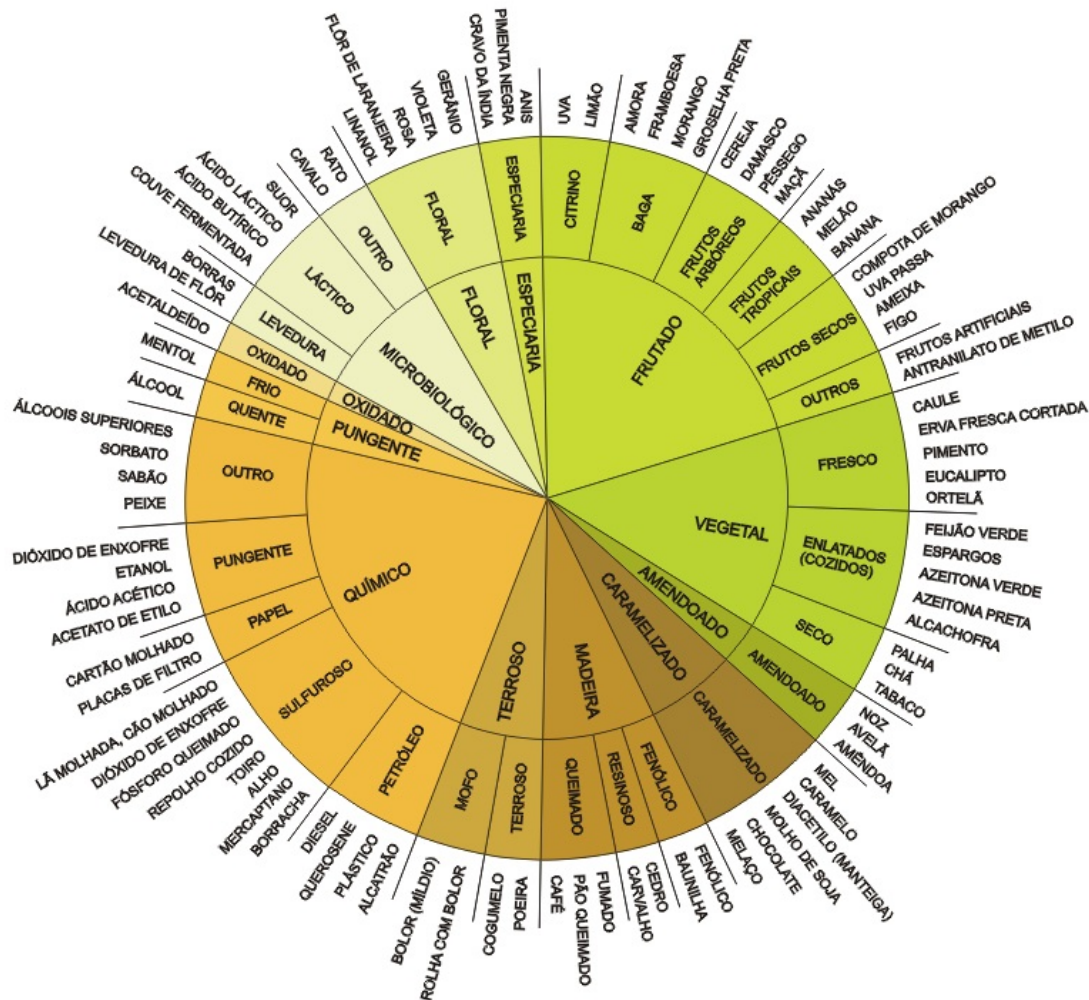 FRUTADO
CITRINO
UVA
LIMÃO
BAGA
AMORA
FRAMBOESA
MORANGO
GROSELHA PRETA
FRUTOS
ARBÓREOS
CEREJA
DAMASCO
PÊSSEGO
MAÇÃ
FRUTOS
TROPICAIS
ANANÁS
MELÃO
BANANA
FRUTOS SECOS
COMPOTA DE MORANGO
UVA PASSA
AMEIXA
FIGO
OUTROS
FRUTOS ARTIFICIAIS
ANTRANILATO DE METILO
VEGETAL
FRESCO
CAULE
ERVA FRESCA CORTADA
PIMENTO
EUCALIPTO
ORTELÃ
ENLATADOS
(COZIDOS)
FEIJÃO VERDE
ESPARGOS
AZEITONA VERDE
AZEITONA PRETA
ALCACHOFRA
SECO
PALHA
CHÁ
TABACO
AMENDOADO
AMENDOADO
NOZ
AVELÃ
AMÊNDOA
CARAMELIZADO
CARAMELIZADO
MEL
CARAMELO
DIACETILO (MANTEIGA)
MOLHO DE SOJA
CHOCOLATE
MELAÇO
MADEIRA
FENÓLICO
FENÓLICO
BAUNILHA
RESINOSO
CEDRO
CARVALHO
QUEIMADO
FUMADO
PÃO QUEIMADO
CAFÉ
TERROSO
TERROSO
POEIRA
COGUMELO
MOFO
ROLHA COM BOLOR
BOLOR (MÍLDIO)
QUÍMICO
PETRÓLEO
ALCATRÃO
PLÁSTICO
QUEROSENE
DIESEL
SULFUROSO
BORRACHA
MERCAPTANO
ALHO
TOIRO
REPOLHO COZIDO
FÓSFORO QUEIMADO
DIÓXIDO DE ENXOFRE
LÃ MOLHADA, CÃO MOLHADO
PAPEL
PLACAS DE FILTRO
CARTÃO MOLHADO
PUNGENTE
ACETATO DE ETILO
ÁCIDO ACÉTICO
ETANOL
DIÓXIDO DE ENXOFRE
OUTRO
PEIXE
SABÃO
SORBATO
ÁLCOOIS SUPERIORES
PUNGENTE
QUENTE
ÁLCOOL
FRIO
MENTOL
OXIDADO
OXIDADO
ACETALDEÍDO
MICROBIOLÓGICO
LEVEDURA
LEVEDURA DE FLÔR
BORRAS
LÁCTICO
COUVE FERMENTADA
ÁCIDO BUTÍRICO
ÁCIDO LÁCTICO
SUOR
OUTRO
CAVALO
RATO
FLORAL
FLORAL
LINANOL
FLÔR DE LARANJEIRA
ROSA
VIOLETA
GERÂNIO
ESPECIARIA
ESPECIARIA
CRAVO DA ÍNDIA
PIMENTA NEGRA
ANIS